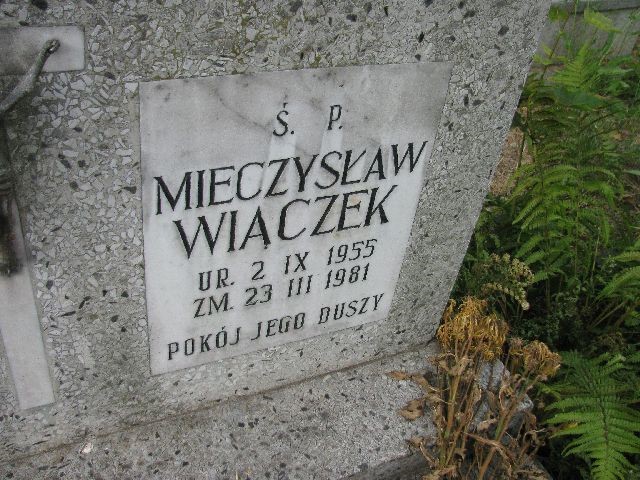 Ś. P.
MIECZYSŁAW
WIĄCZEK
UR. 2 IX 1955
ZM. 23 III 1981
POKÓJ JEGO DUSZY